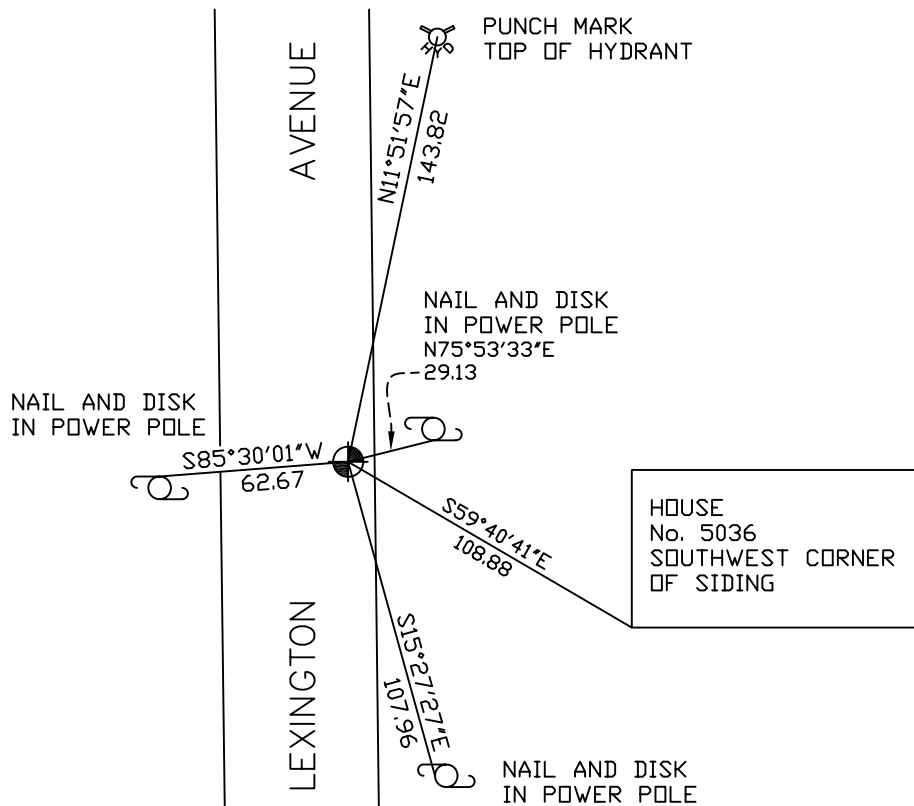 PUNCH MARK
TOP OF HYDRANT
HYD
AVENUE
N11°51'57"E
143.82
NAIL AND DISK
IN POWER POLE
N75°53'33"E
29.13
NAIL AND DISK
IN POWER POLE
S85°30'01"W
62.67
S59°40'41"E
108.88
HOUSE
No. 5036
SOUTHWEST CORNER
OF SIDING
LEXINGTON
S15°27'27"E
107.96
NAIL AND DISK
IN POWER POLE